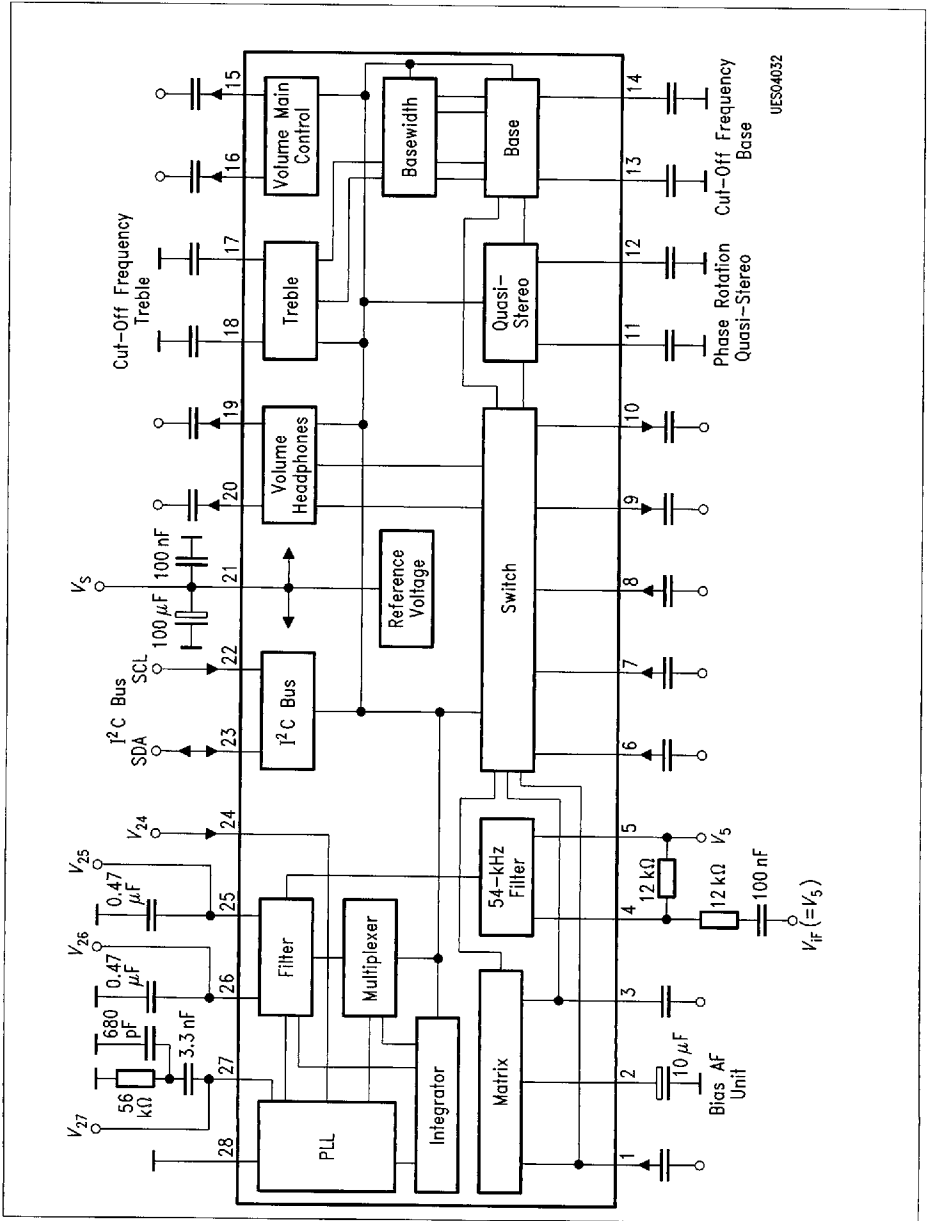 V27
56
kΩ
680
pF
3.3 nF
V26
0.47
μF
V25
0.47
μF
V24
I²C Bus
SDA
SCL
VS
100 μF
100 nF
Cut-Off Frequency
Treble
28
27
26
25
24
23
22
21
20
19
18
17
16
15
PLL
Filter
Multiplexer
Integrator
I²C Bus
Reference
Voltage
Volume
Headphones
Treble
Volume Main
Control
Basewidth
Matrix
54-kHz
Filter
Switch
Quasi-
Stereo
Base
1
2
3
4
5
6
7
8
9
10
11
12
13
14
10 μF
Bias AF
Unit
12 kΩ
V5
12 kΩ
100 nF
ViF (=V5)
Phase Rotation
Quasi-Stereo
Cut-Off Frequency
Base
UES04032